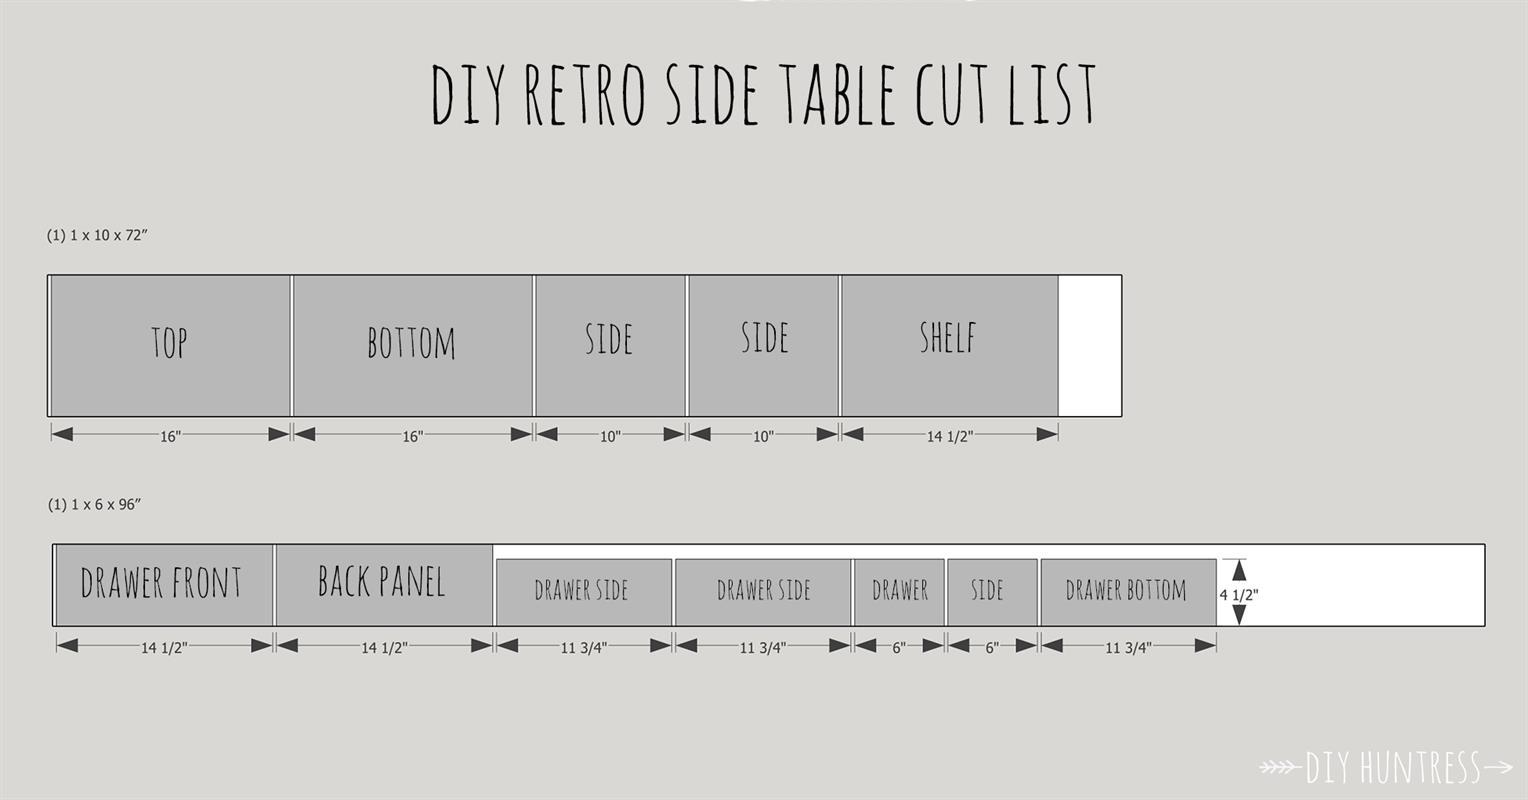 DIY RETRO SIDE TABLE CUT LIST
(1) 1 x 10 x 72”
TOP BOTTOM SIDE SIDE SHELF
16" 16" 10" 10" 14 1/2"
(1) 1 x 6 x 96”
DRAWER FRONT BACK PANEL DRAWER SIDE DRAWER SIDE DRAWER SIDE DRAWER BOTTOM
4 1/2"
14 1/2" 14 1/2" 11 3/4" 11 3/4" 6" 6" 11 3/4"
DIY HUNTRESS